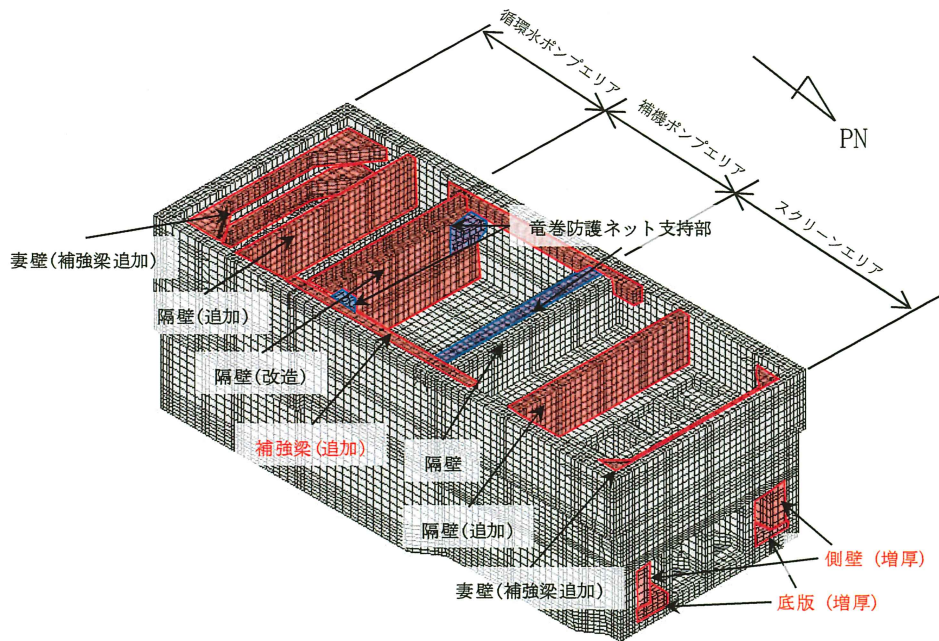 循環水ポンプエリア
補機ポンプエリア
スクリーンエリア
PN
竜巻防護ネット支持部
妻壁(補強梁追加)
隔壁(追加)
隔壁(改造)
補強梁(追加)
隔壁
隔壁(追加)
妻壁(補強梁追加)
側壁（増厚）
底版（増厚）